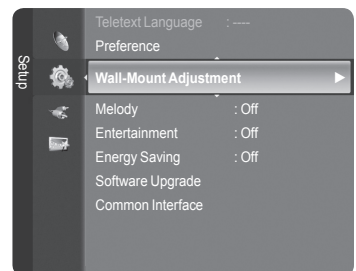 Setup
Teletext Language : ----
Preference
Wall-Mount Adjustment
Melody : Off
Entertainment : Off
Energy Saving : Off
Software Upgrade
Common Interface